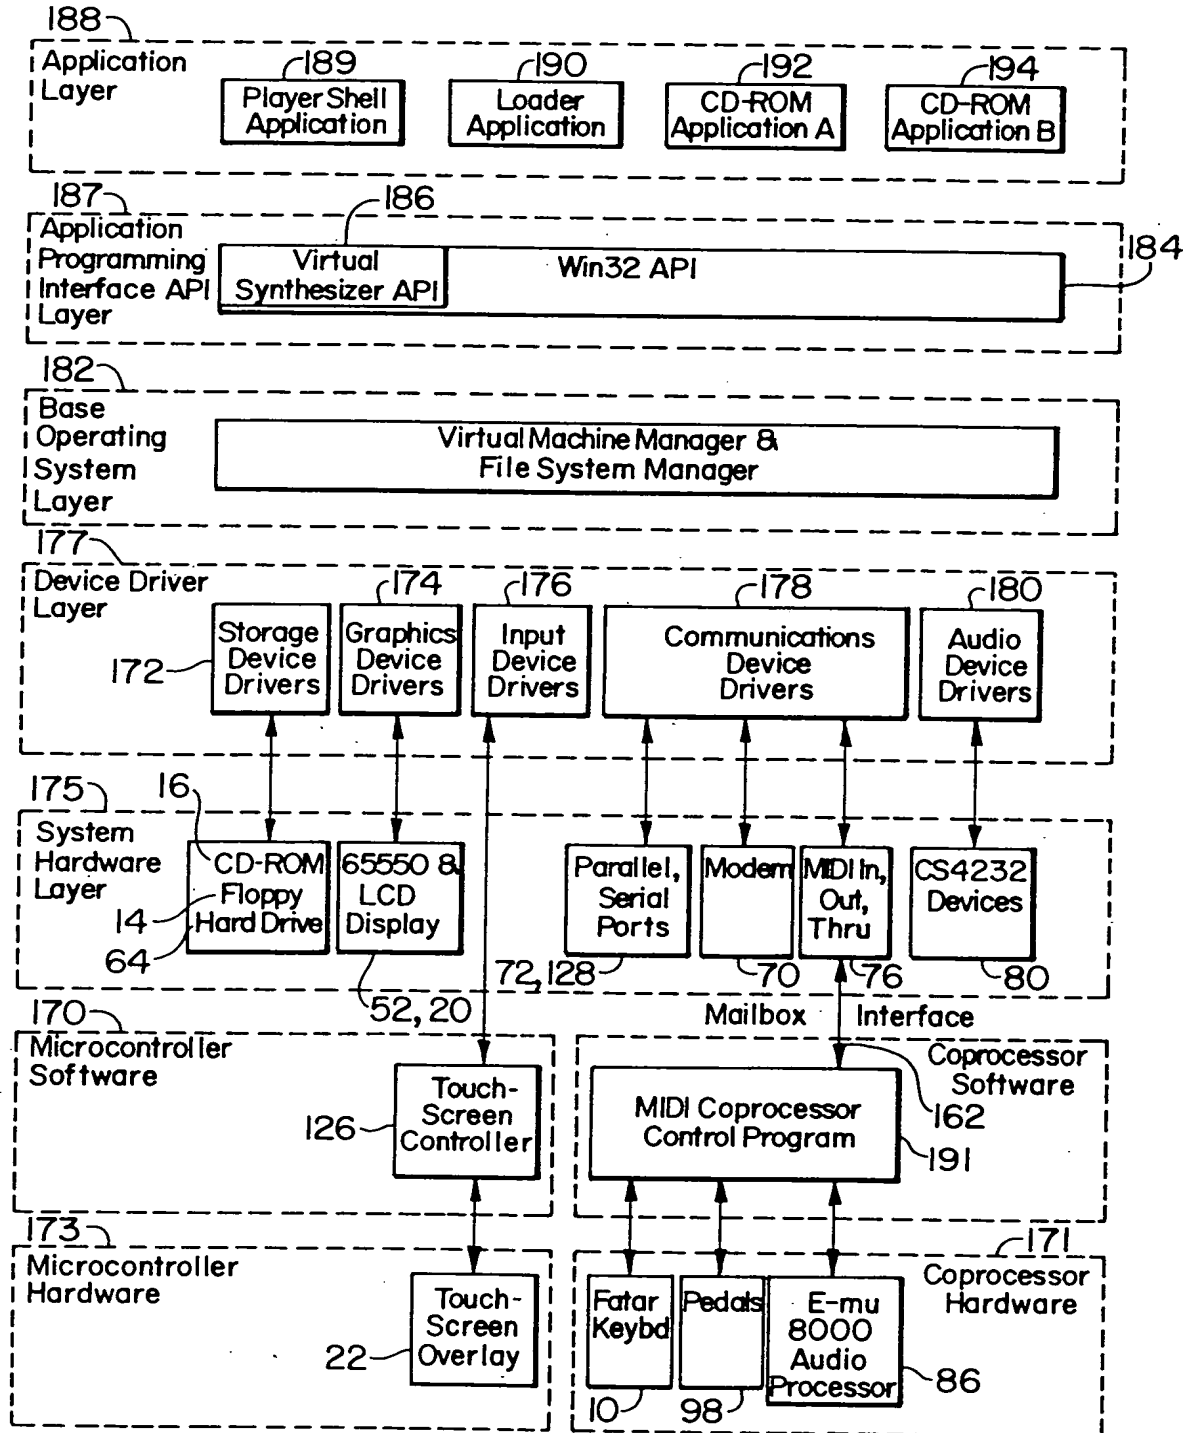 188
Application
Layer
189
190
192
194
Player Shell
Application
Loader
Application
CD-ROM
Application A
CD-ROM
Application B
187
186
Application
Programming
Interface API
Layer
Virtual
Synthesizer API
Win32 API
184
182
Base
Operating
System
Layer
Virtual Machine Manager &
File System Manager
177
Device Driver
Layer
174
176
178
180
172
Storage
Device
Drivers
Graphics
Device
Drivers
Input
Device
Drivers
Communications
Device
Drivers
Audio
Device
Drivers
175
16
System
Hardware
Layer
14
64
CD-ROM
Floppy
Hard Drive
65550 &
LCD
Display
Parallel,
Serial
Ports
Modem
MIDI In,
Out,
Thru
CS4232
Devices
52, 20
72, 128
70
76
80
Mailbox Interface
170
Microcontroller
Software
126
Touch-
Screen
Controller
Coprocessor
Software
162
MIDI Coprocessor
Control Program
191
173
Microcontroller
Hardware
22
Touch-
Screen
Overlay
171
Coprocessor
Hardware
Fatar
Keybd
Pedals
E-mu
8000
Audio
Processor
10
98
86